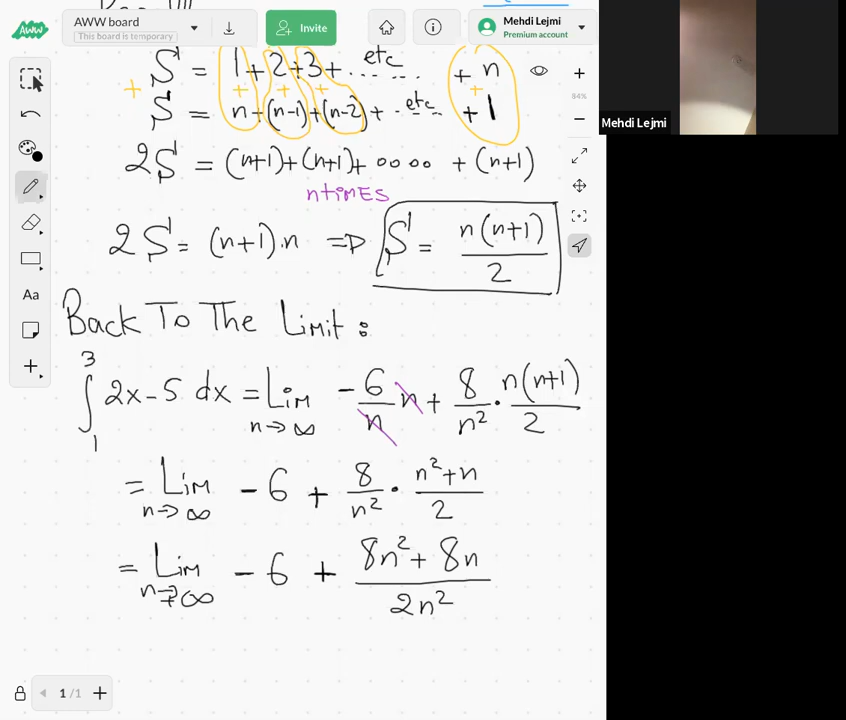 AWW
AWW board
This board is temporary
Invite
Mehdi Lejmi
Premium account
S = 1 + 2 + 3 + etc ...... + n
+
+ + + +
S = n + (n-1) + (n-2) + .. etc .. + 1
84%
Mehdi Lejmi
2S = (n+1) + (n+1) + .... + (n+1)
n times
2S = (n+1).n => S = n(n+1)/2
Aa
Back To The Limit :
∫₁³ 2x - 5 dx = Lim n→∞ - 6/n n + 8/n² · n(n+1)/2
= Lim n→∞ - 6 + 8/n² · n²+n/2
= Lim n→∞ - 6 + 8n² + 8n/2n²
1 / 1